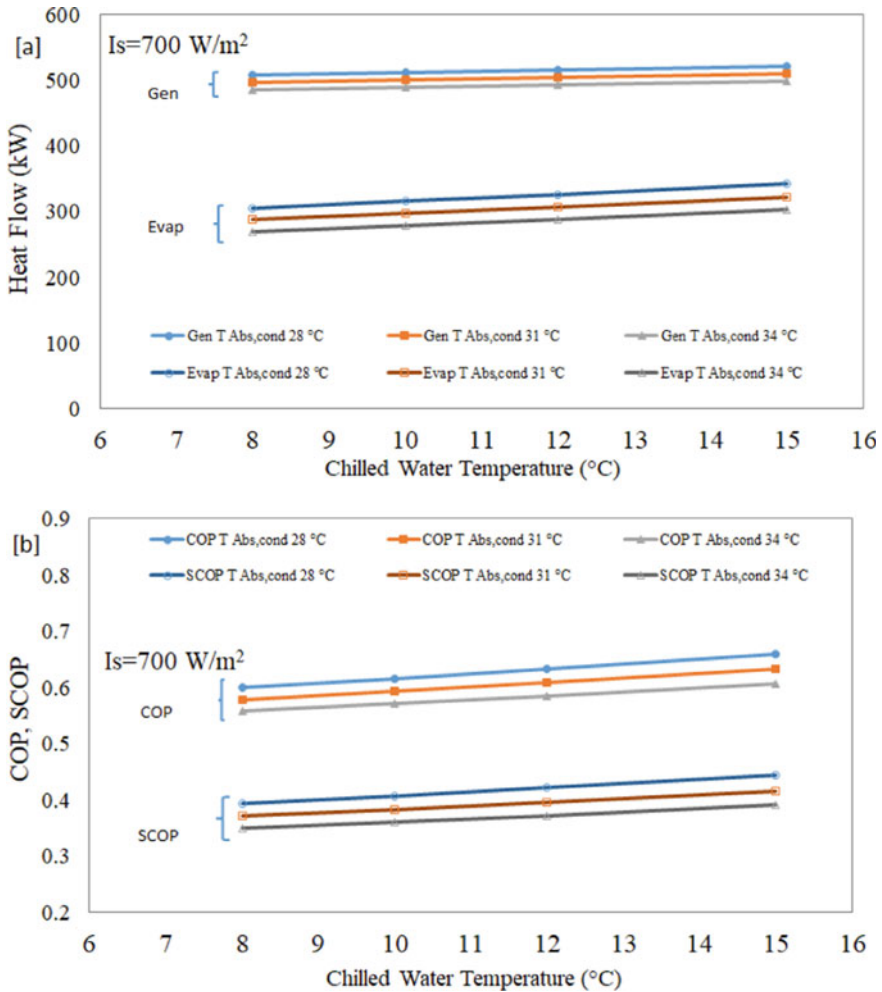 [a]
Is=700 W/m²
600
500
400
300
200
100
0
Heat Flow (kW)
Gen
Evap
Gen T Abs,cond 28 °C
Gen T Abs,cond 31 °C
Gen T Abs,cond 34 °C
Evap T Abs,cond 28 °C
Evap T Abs,cond 31 °C
Evap T Abs,cond 34 °C
6 7 8 9 10 11 12 13 14 15 16
Chilled Water Temperature (°C)
[b]
0.9
0.8
0.7
0.6
0.5
0.4
0.3
0.2
COP, SCOP
COP T Abs,cond 28 °C
COP T Abs,cond 31 °C
COP T Abs,cond 34 °C
SCOP T Abs,cond 28 °C
SCOP T Abs,cond 31 °C
SCOP T Abs,cond 34 °C
Is=700 W/m²
COP
SCOP
6 7 8 9 10 11 12 13 14 15 16
Chilled Water Temperature (°C)